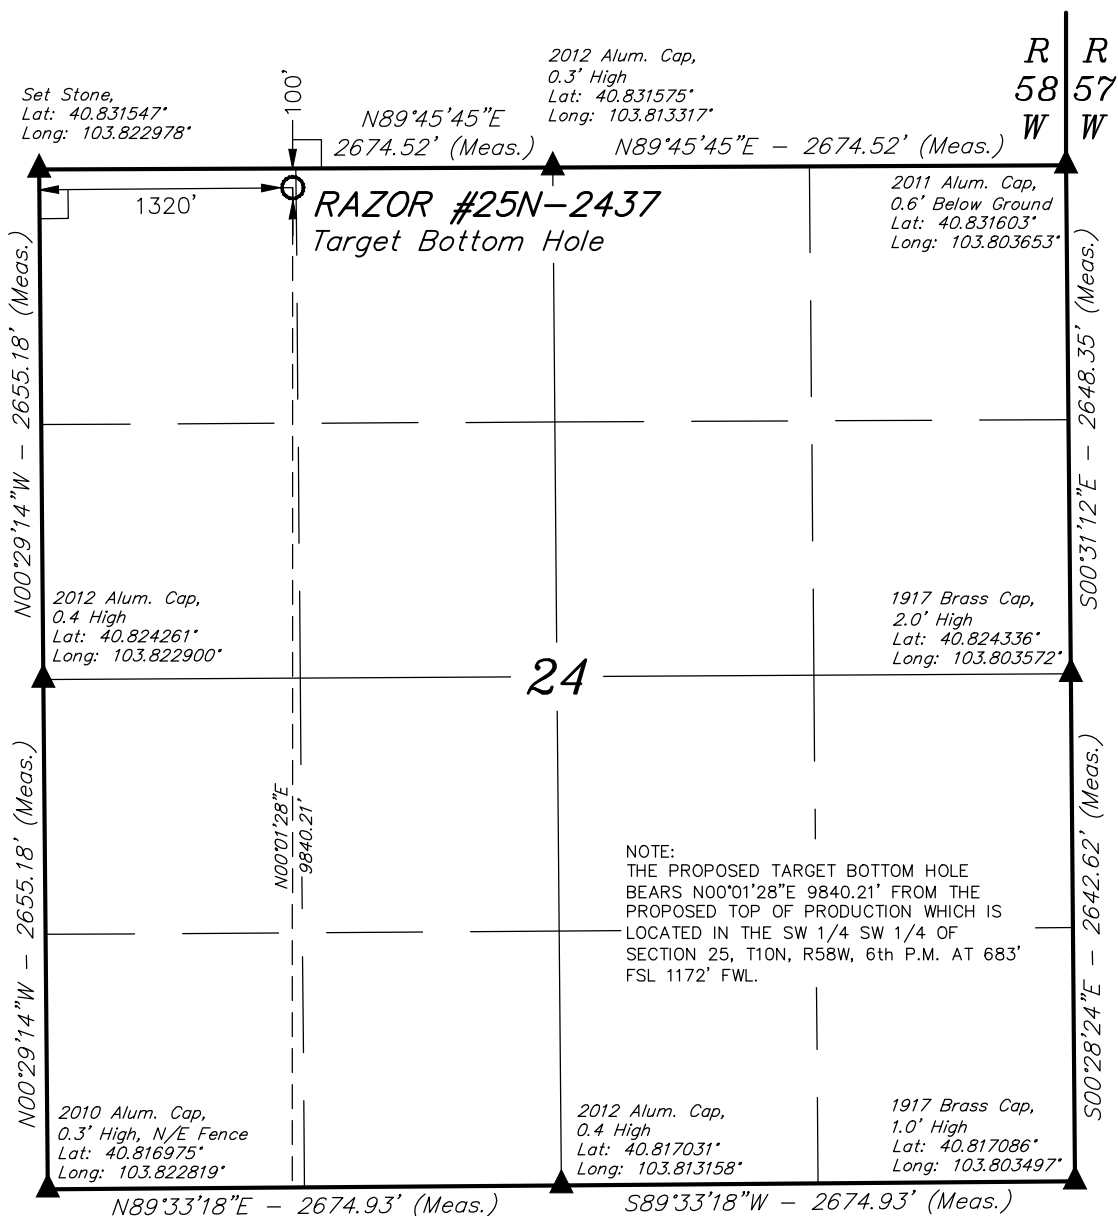 R R
58 57
W W
2012 Alum. Cap,
0.3' High
Lat: 40.831575°
Long: 103.813317°
Set Stone,
Lat: 40.831547°
Long: 103.822978°
100'
N89°45'45"E
2674.52' (Meas.)
N89°45'45"E - 2674.52' (Meas.)
1320'
RAZOR #25N-2437
Target Bottom Hole
2011 Alum. Cap,
0.6' Below Ground
Lat: 40.831603°
Long: 103.803653°
N00°29'14"W - 2655.18' (Meas.)
S00°31'12"E - 2648.35' (Meas.)
2012 Alum. Cap,
0.4 High
Lat: 40.824261°
Long: 103.822900°
1917 Brass Cap,
2.0' High
Lat: 40.824336°
Long: 103.803572°
24
N00°29'14"W - 2655.18' (Meas.)
N00°01'28"E
9840.21'
S00°28'24"E - 2642.62' (Meas.)
NOTE:
THE PROPOSED TARGET BOTTOM HOLE
BEARS N00°01'28"E 9840.21' FROM THE
PROPOSED TOP OF PRODUCTION WHICH IS
LOCATED IN THE SW 1/4 SW 1/4 OF
SECTION 25, T10N, R58W, 6th P.M. AT 683'
FSL 1172' FWL.
2010 Alum. Cap,
0.3' High, N/E Fence
Lat: 40.816975°
Long: 103.822819°
2012 Alum. Cap,
0.4 High
Lat: 40.817031°
Long: 103.813158°
1917 Brass Cap,
1.0' High
Lat: 40.817086°
Long: 103.803497°
N89°33'18"E - 2674.93' (Meas.)
S89°33'18"W - 2674.93' (Meas.)